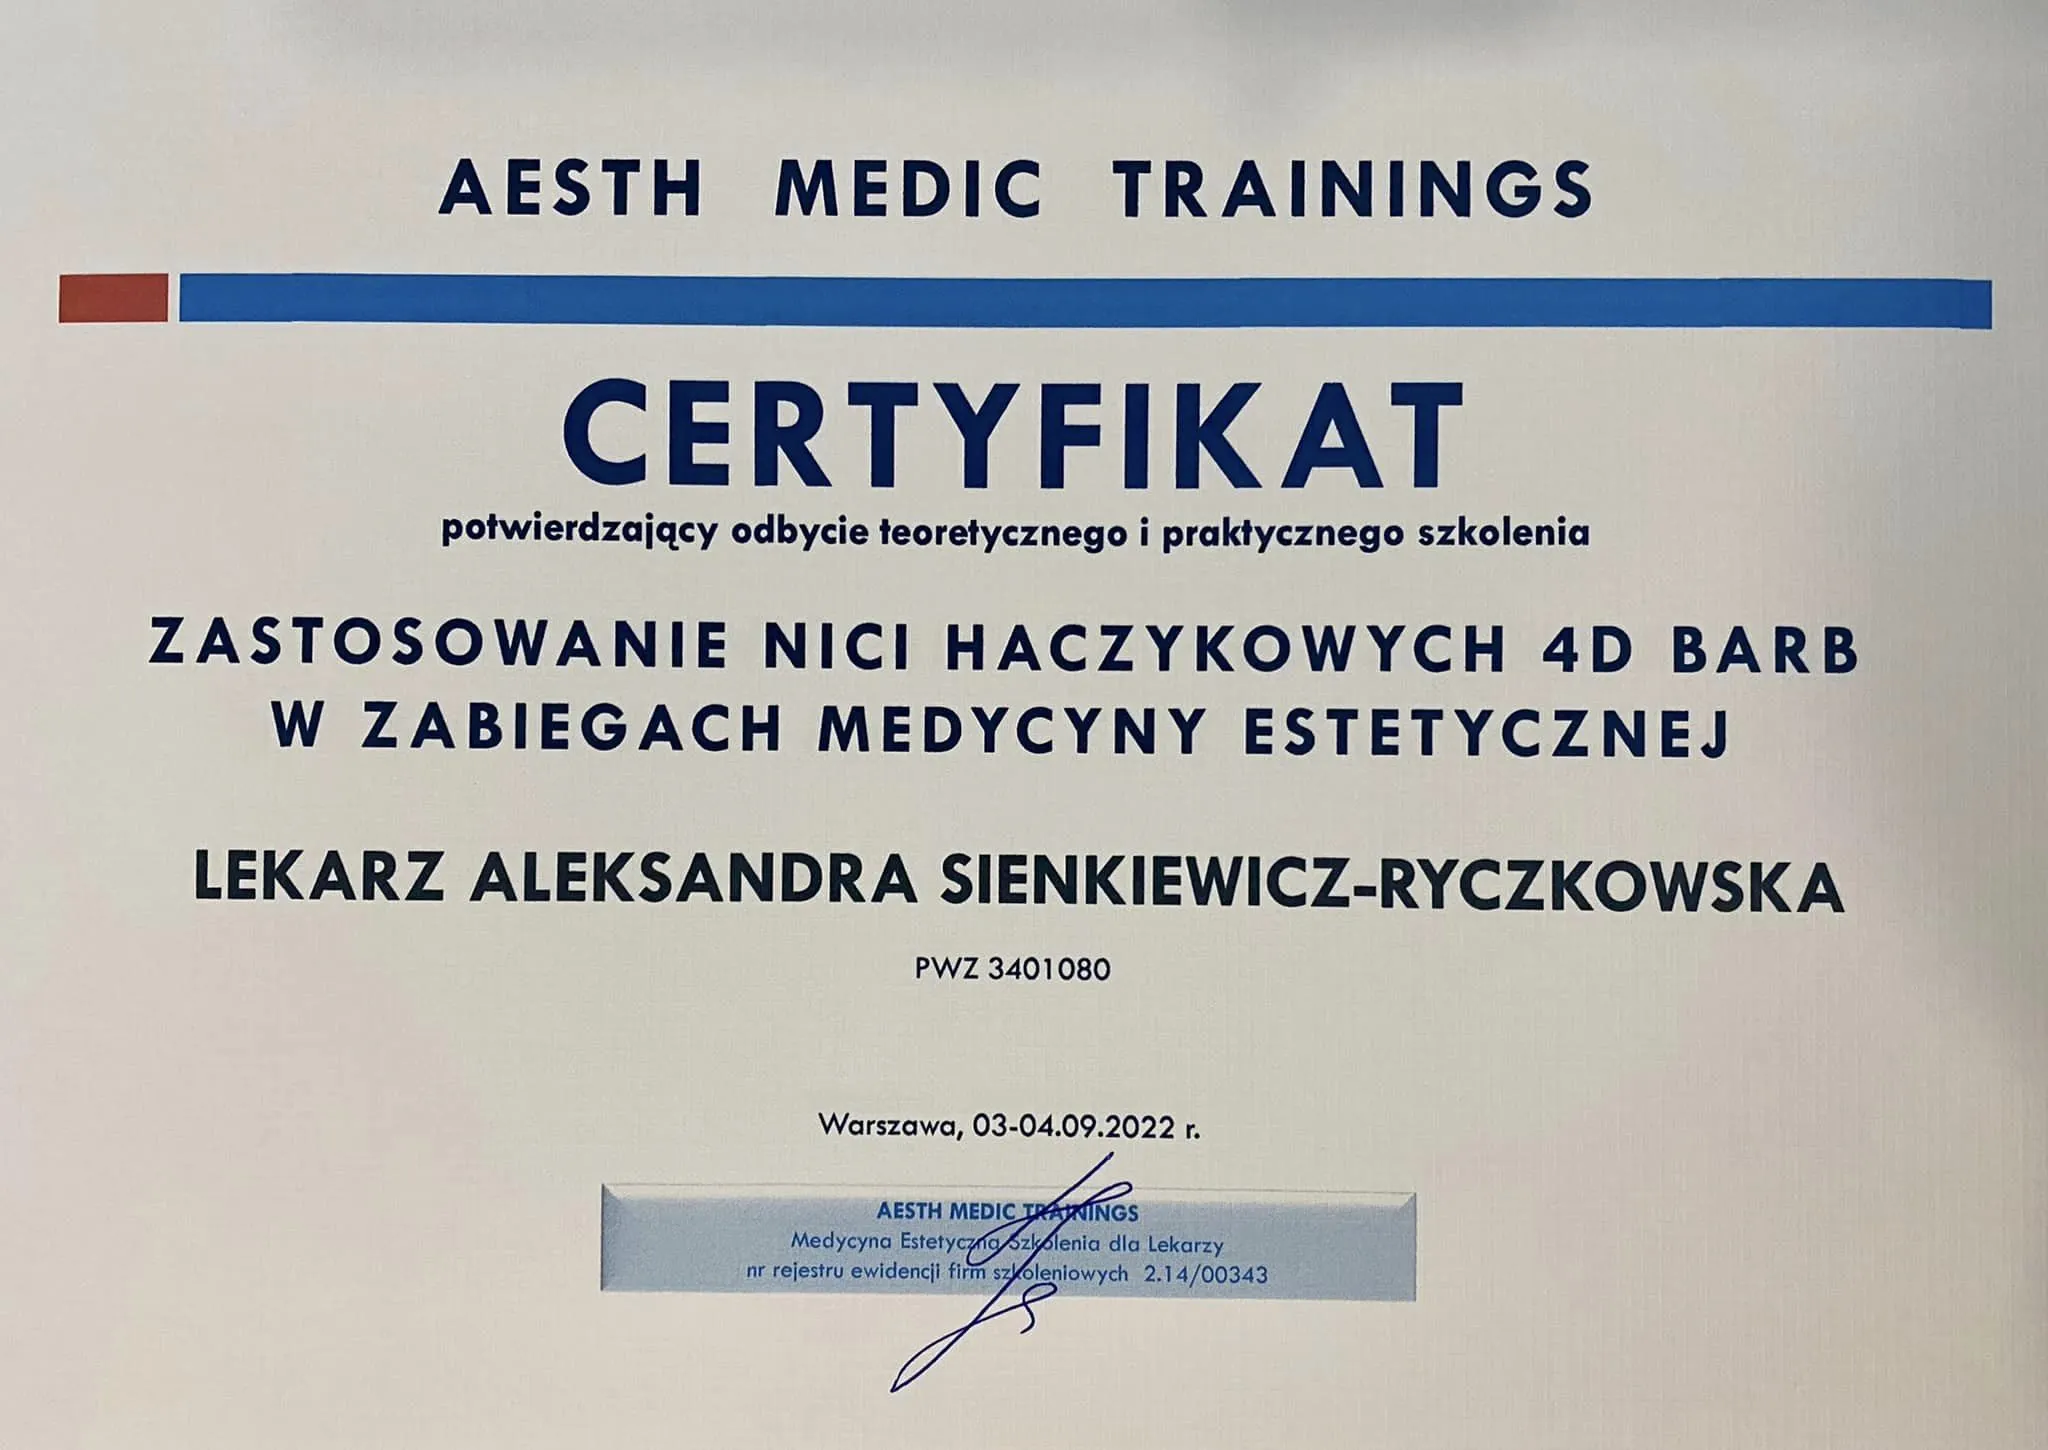 AESTH MEDIC TRAININGS
CERTYFIKAT
potwierdzający odbycie teoretycznego i praktycznego szkolenia
ZASTOSOWANIE NICI HACZYKOWYCH 4D BARB
W ZABIEGACH MEDYCYNY ESTETYCZNEJ
LEKARZ ALEKSANDRA SIENKIEWICZ-RYCZKOWSKA
PWZ 3401080
Warszawa, 03-04.09.2022 r.
AESTH MEDIC TRAININGS
Medycyna Estetyczna Szkolenia dla Lekarzy
nr rejestru ewidencji firm szkoleniowych 2.14/00343